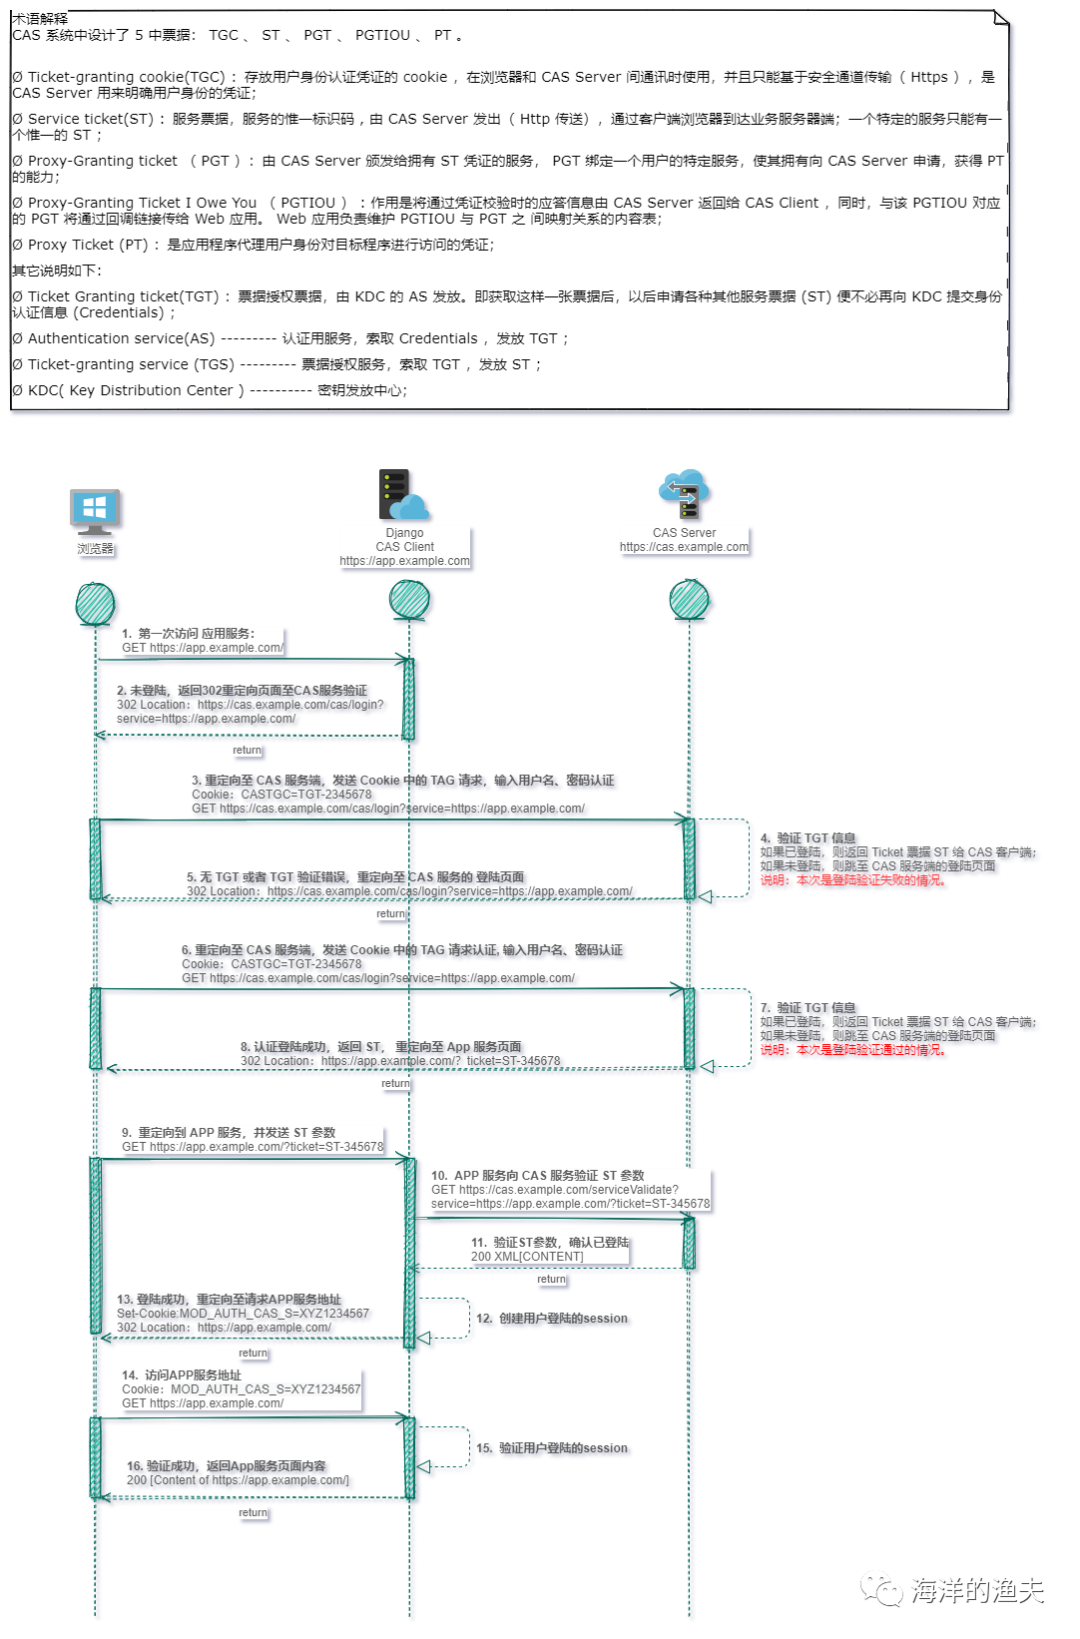 术语解释
CAS 系统中设计了 5 中票据： TGC 、 ST 、 PGT 、 PGTIOU 、 PT 。
Ø Ticket-granting cookie(TGC) ：存放用户身份认证凭证的 cookie ，在浏览器和 CAS Server 间通讯时使用，并且只能基于安全通道传输（ Https ），是
CAS Server 用来明确用户身份的凭证；
Ø Service ticket(ST) ：服务票据，服务的惟一标识码 , 由 CAS Server 发出（ Http 传送），通过客户端浏览器到达业务服务器端；一个特定的服务只能有一
个惟一的 ST ；
Ø Proxy-Granting ticket （ PGT ）：由 CAS Server 颁发给拥有 ST 凭证的服务， PGT 绑定一个用户的特定服务，使其拥有向 CAS Server 申请，获得 PT
的能力；
Ø Proxy-Granting Ticket I Owe You （ PGTIOU ） : 作用是将通过凭证校验时的应答信息由 CAS Server 返回给 CAS Client ，同时，与该 PGTIOU 对应
的 PGT 将通过回调链接传给 Web 应用。 Web 应用负责维护 PGTIOU 与 PGT 之 间映射关系的内容表；
Ø Proxy Ticket (PT) ：是应用程序代理用户身份对目标程序进行访问的凭证；
其它说明如下：
Ø Ticket Granting ticket(TGT) ：票据授权票据，由 KDC 的 AS 发放。即获取这样一张票据后，以后申请各种其他服务票据 (ST) 便不必再向 KDC 提交身份
认证信息 (Credentials) ；
Ø Authentication service(AS) --------- 认证用服务，索取 Credentials ，发放 TGT ；
Ø Ticket-granting service (TGS) --------- 票据授权服务，索取 TGT ，发放 ST ；
Ø KDC( Key Distribution Center ) ---------- 密钥发放中心；
浏览器
Django
CAS Client
https://app.example.com
CAS Server
https://cas.example.com
1. 第一次访问 应用服务：
GET https://app.example.com/
2. 未登陆，返回302重定向页面至CAS服务验证
302 Location：https://cas.example.com/cas/login?
service=https://app.example.com/
return
3. 重定向至 CAS 服务端，发送 Cookie 中的 TAG 请求，输入用户名、密码认证
Cookie：CASTGC=TGT-2345678
GET https://cas.example.com/cas/login?service=https://app.example.com/
4. 验证 TGT 信息
如果已登陆，则返回 Ticket 票据 ST 给 CAS 客户端；
如果未登陆，则跳至 CAS 服务端的登陆页面
说明：本次是登陆验证失败的情况。
5. 无 TGT 或者 TGT 验证错误，重定向至 CAS 服务的 登陆页面
302 Location：https://cas.example.com/cas/login?service=https://app.example.com/
return
6. 重定向至 CAS 服务端，发送 Cookie 中的 TAG 请求认证, 输入用户名、密码认证
Cookie：CASTGC=TGT-2345678
GET https://cas.example.com/cas/login?service=https://app.example.com/
7. 验证 TGT 信息
如果已登陆，则返回 Ticket 票据 ST 给 CAS 客户端；
如果未登陆，则跳至 CAS 服务端的登陆页面
说明：本次是登陆验证通过的情况。
8. 认证登陆成功，返回 ST， 重定向至 App 服务页面
302 Location：https://app.example.com/? ticket=ST-345678
return
9. 重定向到 APP 服务，并发送 ST 参数
GET https://app.example.com/?ticket=ST-345678
10. APP 服务向 CAS 服务验证 ST 参数
GET https://cas.example.com/serviceValidate?
service=https://app.example.com/?ticket=ST-345678
11. 验证ST参数，确认已登陆
200 XML[CONTENT]
return
12. 创建用户登陆的session
13. 登陆成功，重定向至请求APP服务地址
Set-Cookie:MOD_AUTH_CAS_S=XYZ1234567
302 Location：https://app.example.com/
return
14. 访问APP服务地址
Cookie：MOD_AUTH_CAS_S=XYZ1234567
GET https://app.example.com/
15. 验证用户登陆的session
16. 验证成功，返回App服务页面内容
200 [Content of https://app.example.com/]
return
海洋的渔夫